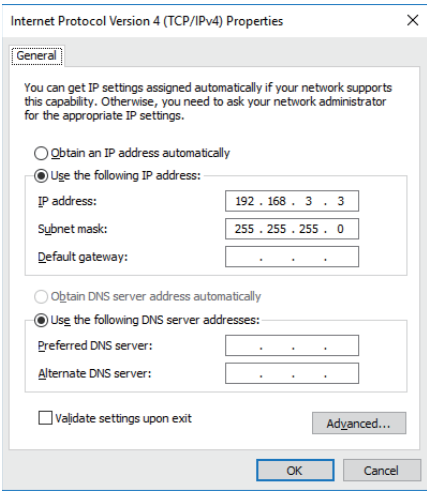 Internet Protocol Version 4 (TCP/IPv4) Properties
General
You can get IP settings assigned automatically if your network supports
this capability. Otherwise, you need to ask your network administrator
for the appropriate IP settings.
Obtain an IP address automatically
Use the following IP address:
IP address: 192 . 168 . 3 . 3
Subnet mask: 255 . 255 . 255 . 0
Default gateway: . . .
Obtain DNS server address automatically
Use the following DNS server addresses:
Preferred DNS server: . . .
Alternate DNS server: . . .
Validate settings upon exit
Advanced...
OK Cancel